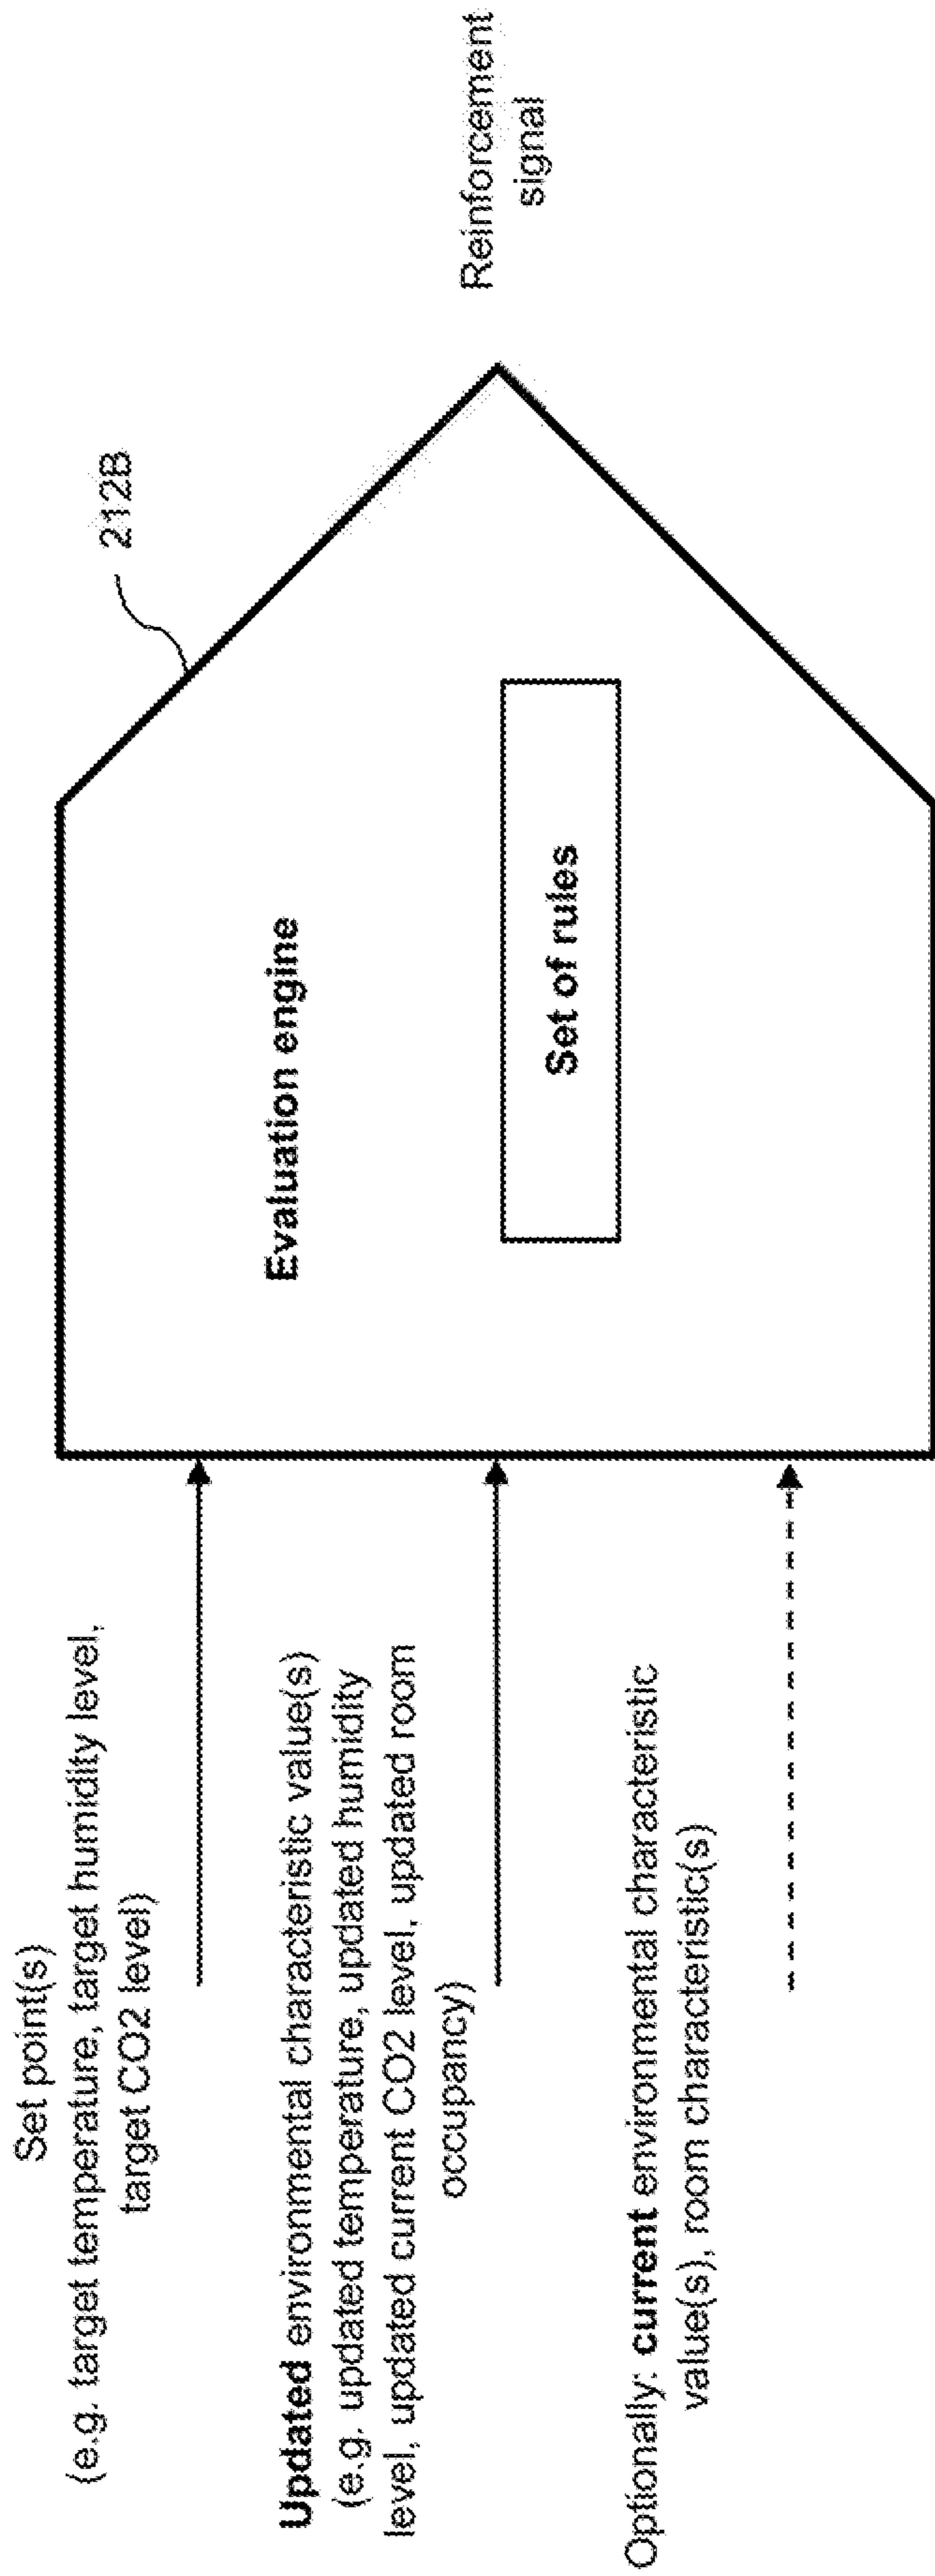 Set point(s)
(e.g. target temperature, target humidity level,
target CO2 level)
Updated environmental characteristic value(s)
(e.g. updated temperature, updated humidity
level, updated current CO2 level, updated room
occupancy)
Optionally: current environmental characteristic
value(s), room characteristic(s)
Evaluation engine
Set of rules
212B
Reinforcement
signal